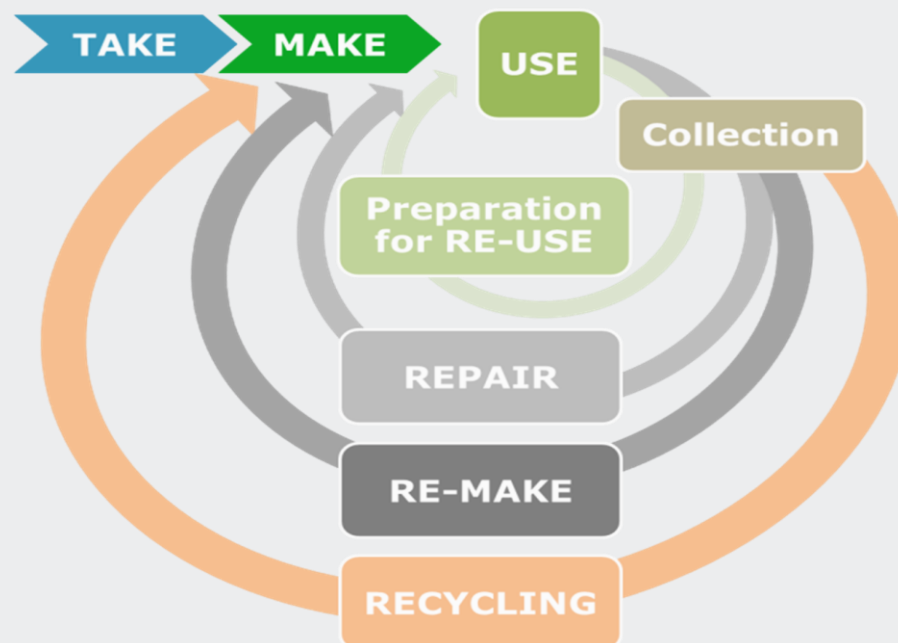 TAKE
MAKE
USE
Collection
Preparation
for RE-USE
REPAIR
RE-MAKE
RECYCLING